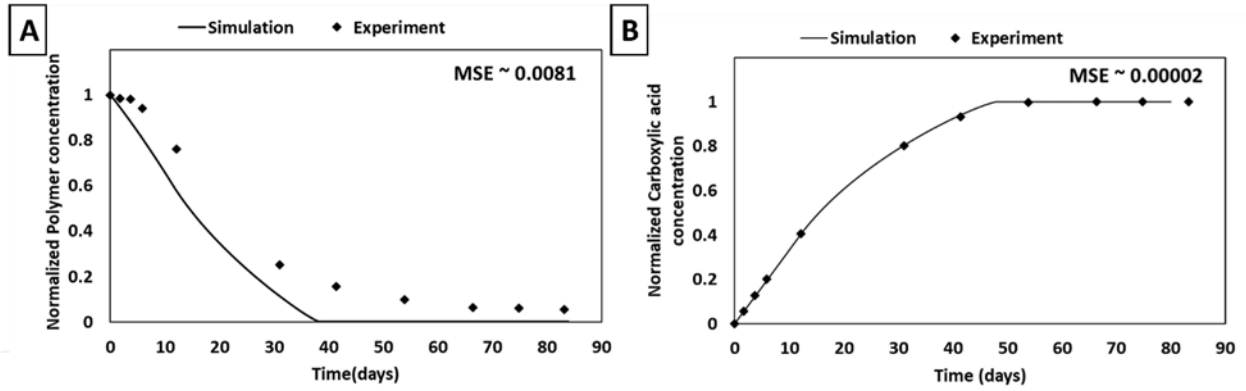 A
Simulation Experiment
MSE ~ 0.0081
Normalized Polymer concentration
1
0.8
0.6
0.4
0.2
0
0 10 20 30 40 50 60 70 80 90
Time(days)
B
Simulation Experiment
MSE ~ 0.00002
Normalized Carboxylic acid
concentration
1
0.8
0.6
0.4
0.2
0
0 10 20 30 40 50 60 70 80 90
Time (days)